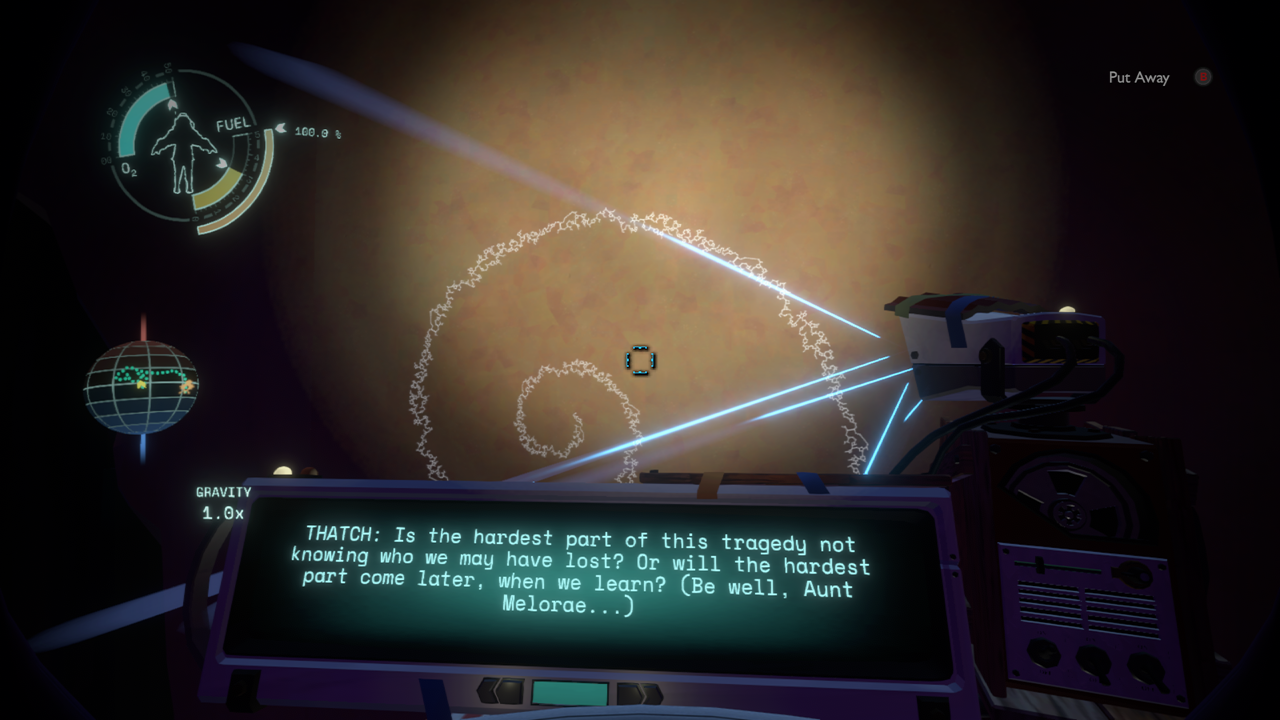 Put Away
B
FUEL
100.9 %
O2
GRAVITY
1.0x
THATCH: Is the hardest part of this tragedy not
knowing who we may have lost? Or will the hardest
part come later, when we learn? (Be well, Aunt
Melorae...)